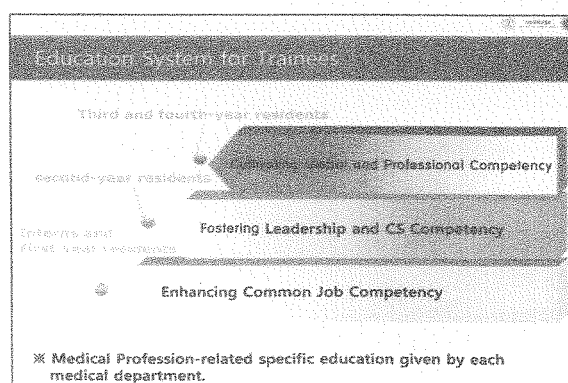 Education System for Trainees
Third and fourth-year residents
and Professional Competency
second-year residents
Fostering Leadership and CS Competency
Interns and
first year residents
Enhancing Common Job Competency
※ Medical Profession-related specific education given by each
medical department.